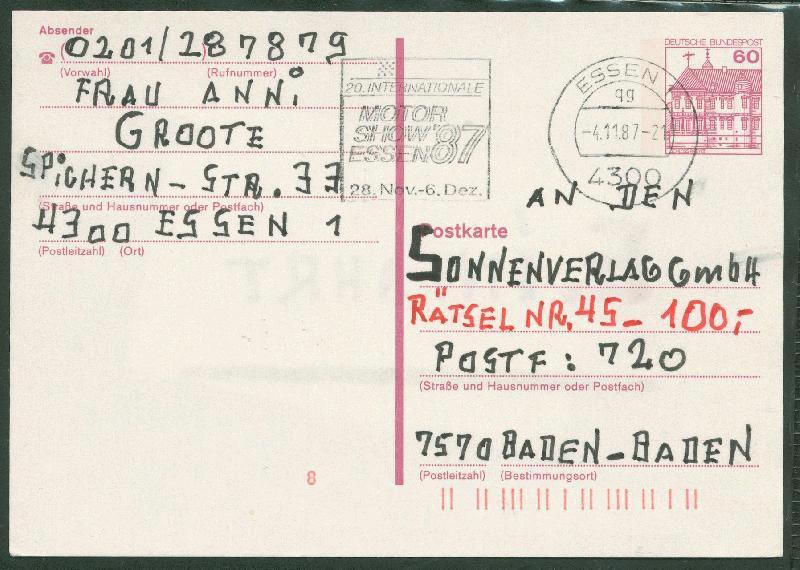 Absender
☎ (0201/287879
(Vorwahl) (Rufnummer)
FRAU ANNi
GROOTE
SPiCHERN-STR. 33
(Straße und Hausnummer oder Postfach)
4300 ESSEN 1
(Postleitzahl) (Ort)
8
20. INTERNATIONALE
MOTOR
SHOW '87
ESSEN
28. Nov.-6. Dez.
ESSEN
gg
-4.11.87-21
4300
DEUTSCHE BUNDESPOST
60
AN DEN
Postkarte
SONNENVERLAG GmbH
RÄTSEL NR. 45- 100,-
POSTF: 720
(Straße und Hausnummer oder Postfach)
7570 BADEN-BADEN
(Postleitzahl) (Bestimmungsort)